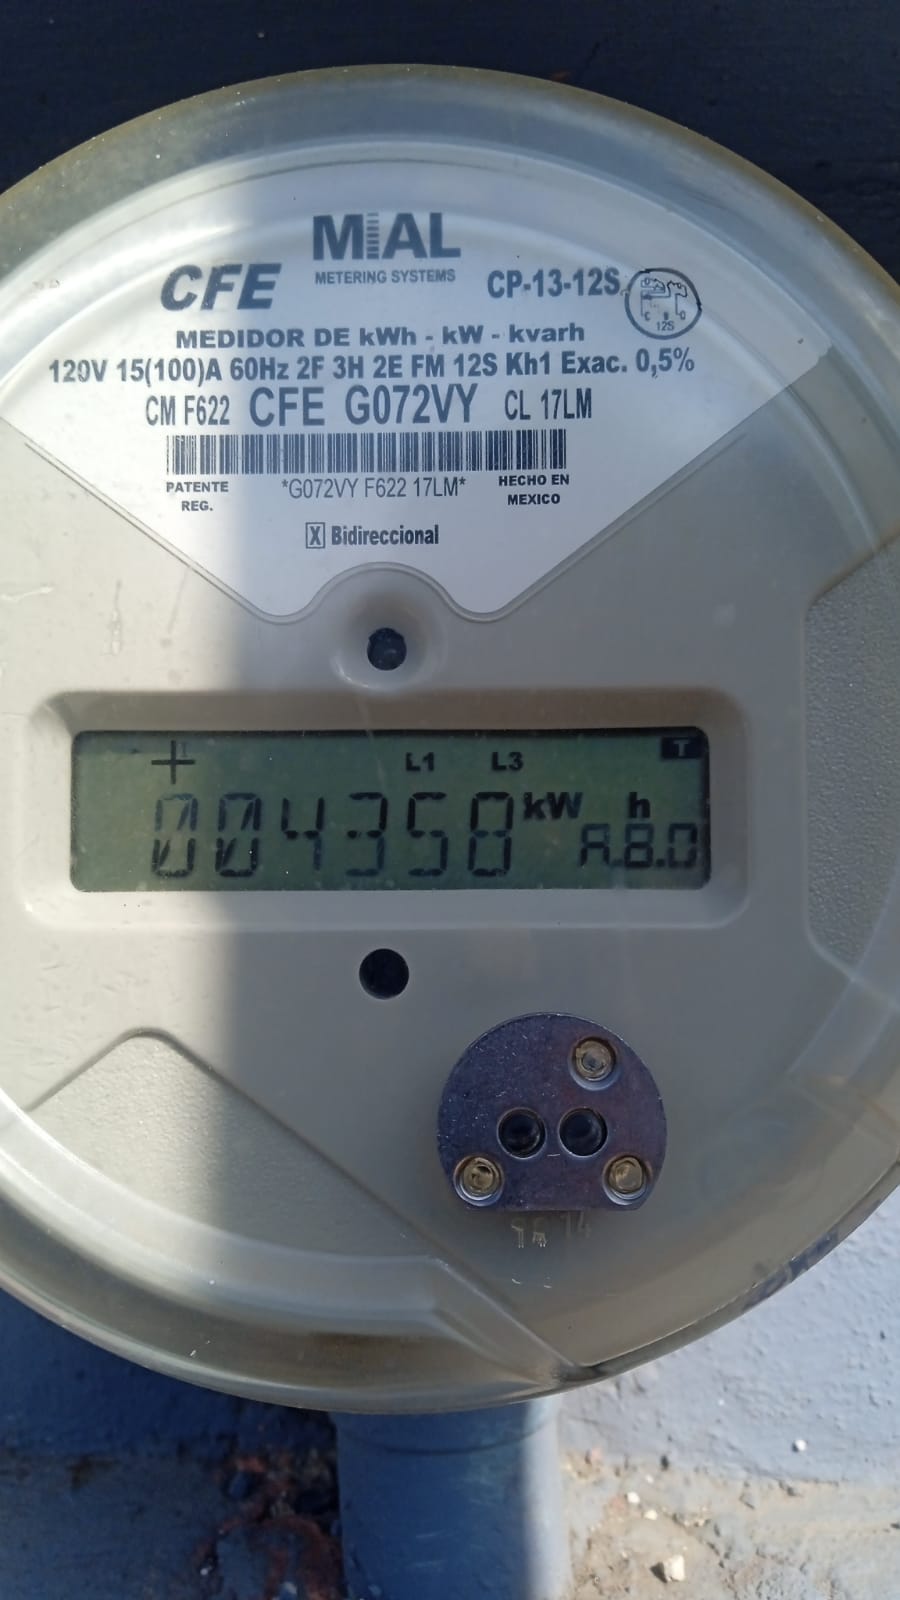 MIAL
METERING SYSTEMS
CFE
CP-13-12S
12S
MEDIDOR DE kWh - kW - kvarh
120V 15(100)A 60Hz 2F 3H 2E FM 12S Kh1 Exac. 0,5%
CM F622 CFE G072VY CL 17LM
PATENTE REG.
*G072VY F622 17LM*
HECHO EN MEXICO
X Bidireccional
L1 L3 T
004358 kW h A.8.0